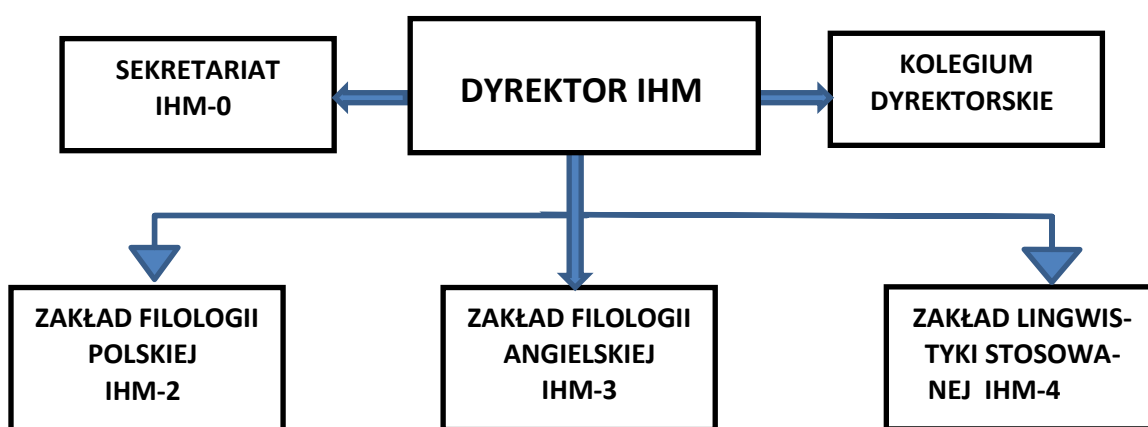 SEKRETARIAT
IHM-0
DYREKTOR IHM
KOLEGIUM
DYREKTORSKIE
ZAKŁAD FILOLOGII
POLSKIEJ
IHM-2
ZAKŁAD FILOLOGII
ANGIELSKIEJ
IHM-3
ZAKŁAD LINGWIS-
TYKI STOSOWA-
NEJ IHM-4